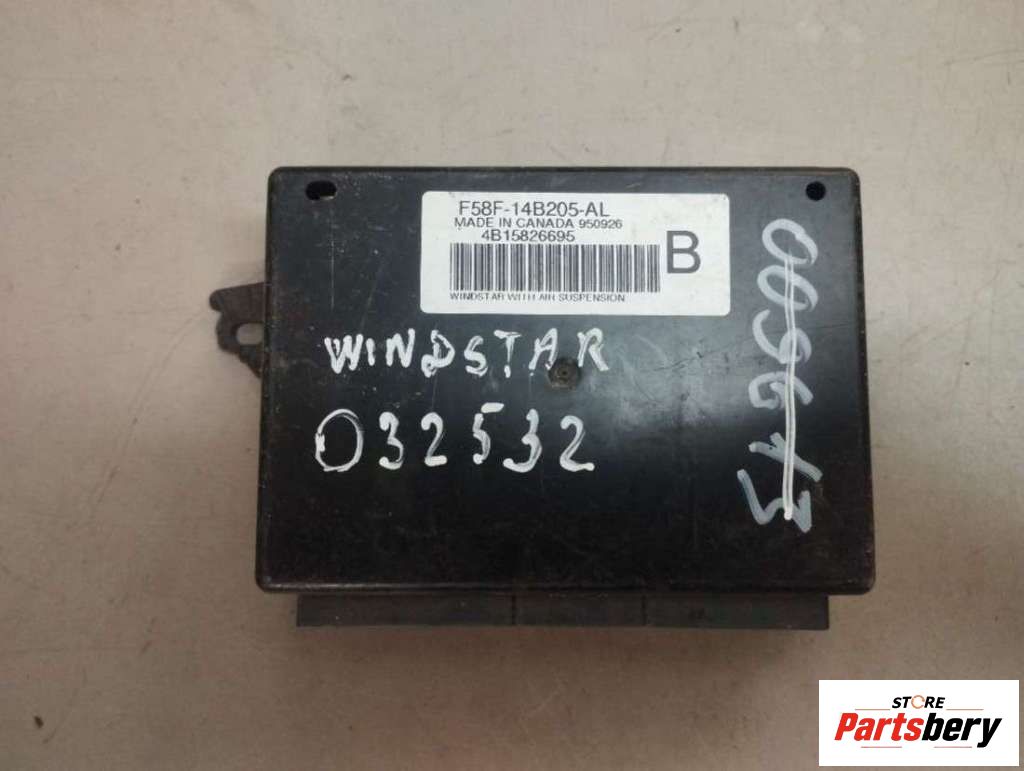 F58F-14B205-AL
MADE IN CANADA 950926
4B15826695
B
WINDSTAR WITH AIR SUSPENSION
WINDSTAR
032532
STORE
Partsbery